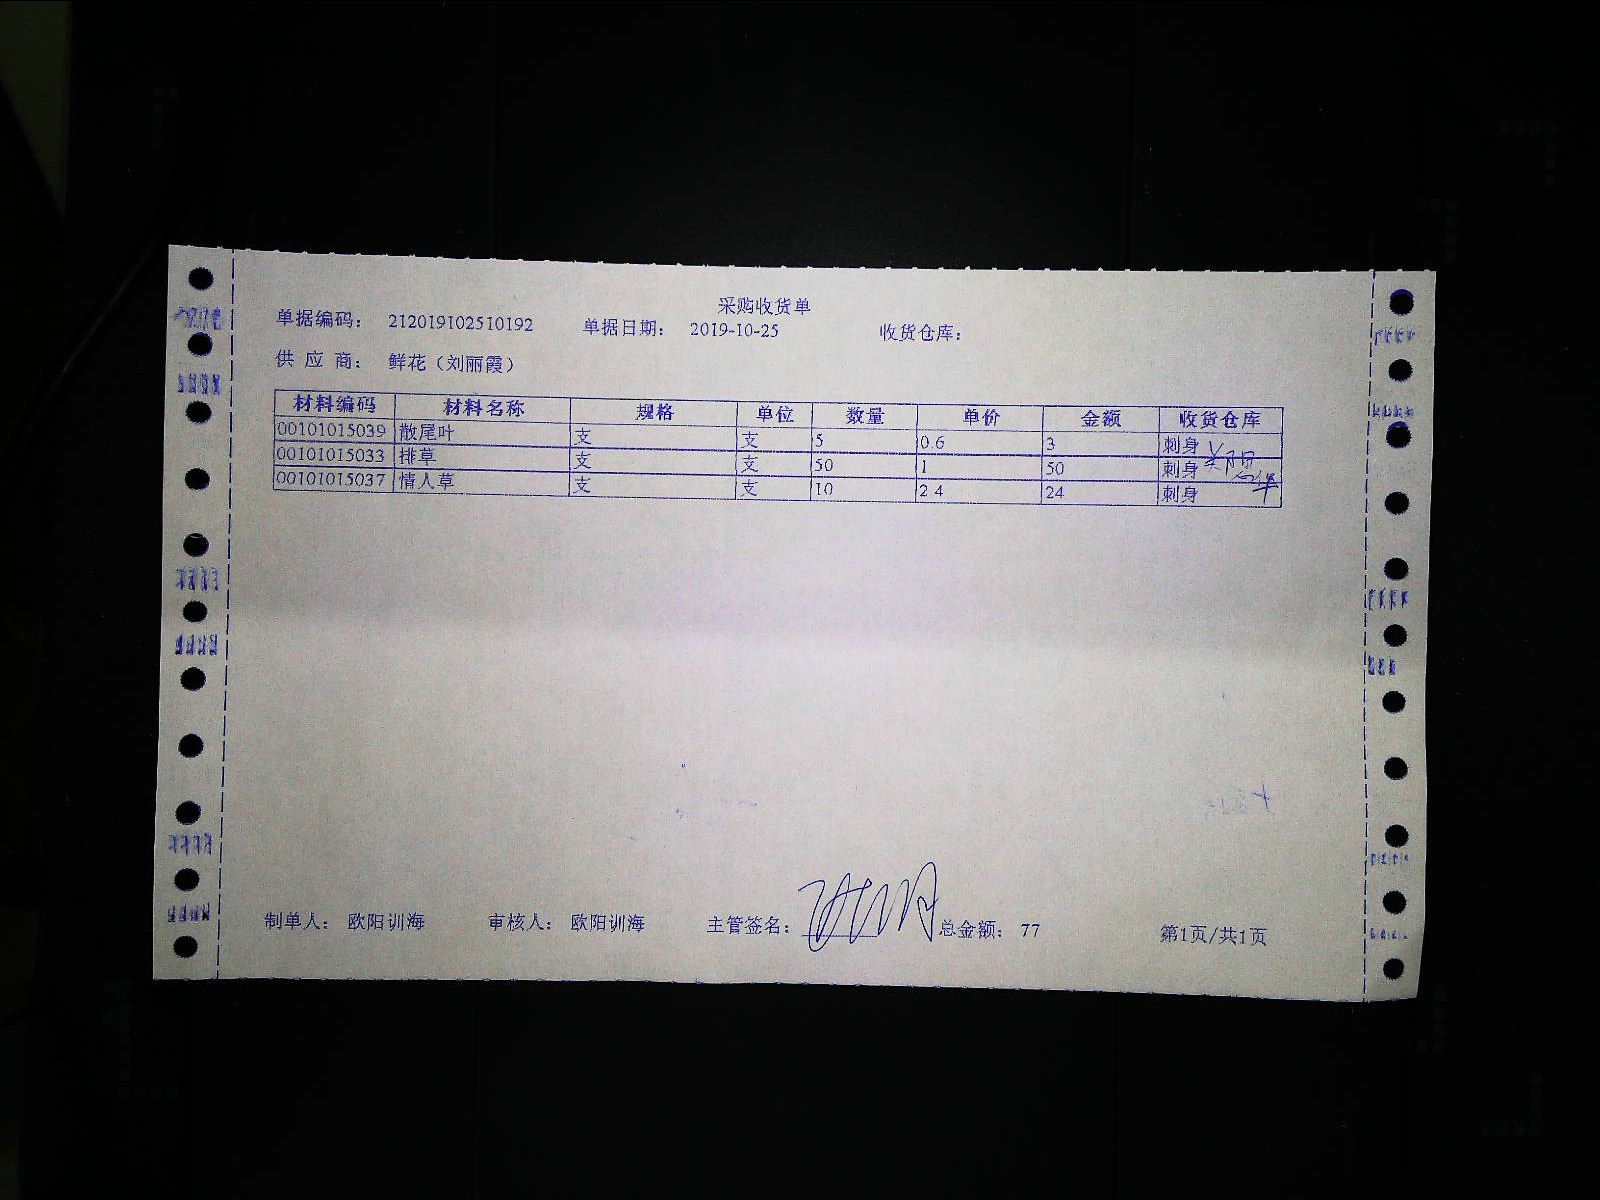 采购收货单
单据编码： 212019102510192 单据日期： 2019-10-25 收货仓库：
供 应 商： 鲜花（刘丽霞）
材料编码 材料名称 规格 单位 数量 单价 金额 收货仓库
00101015039 散尾叶 支 支 5 0.6 3 刺身
00101015033 排草 支 支 50 1 50 刺身
00101015037 情人草 支 支 10 2.4 24 刺身
制单人： 欧阳训海 审核人： 欧阳训海 主管签名： 总金额： 77 第1页/共1页